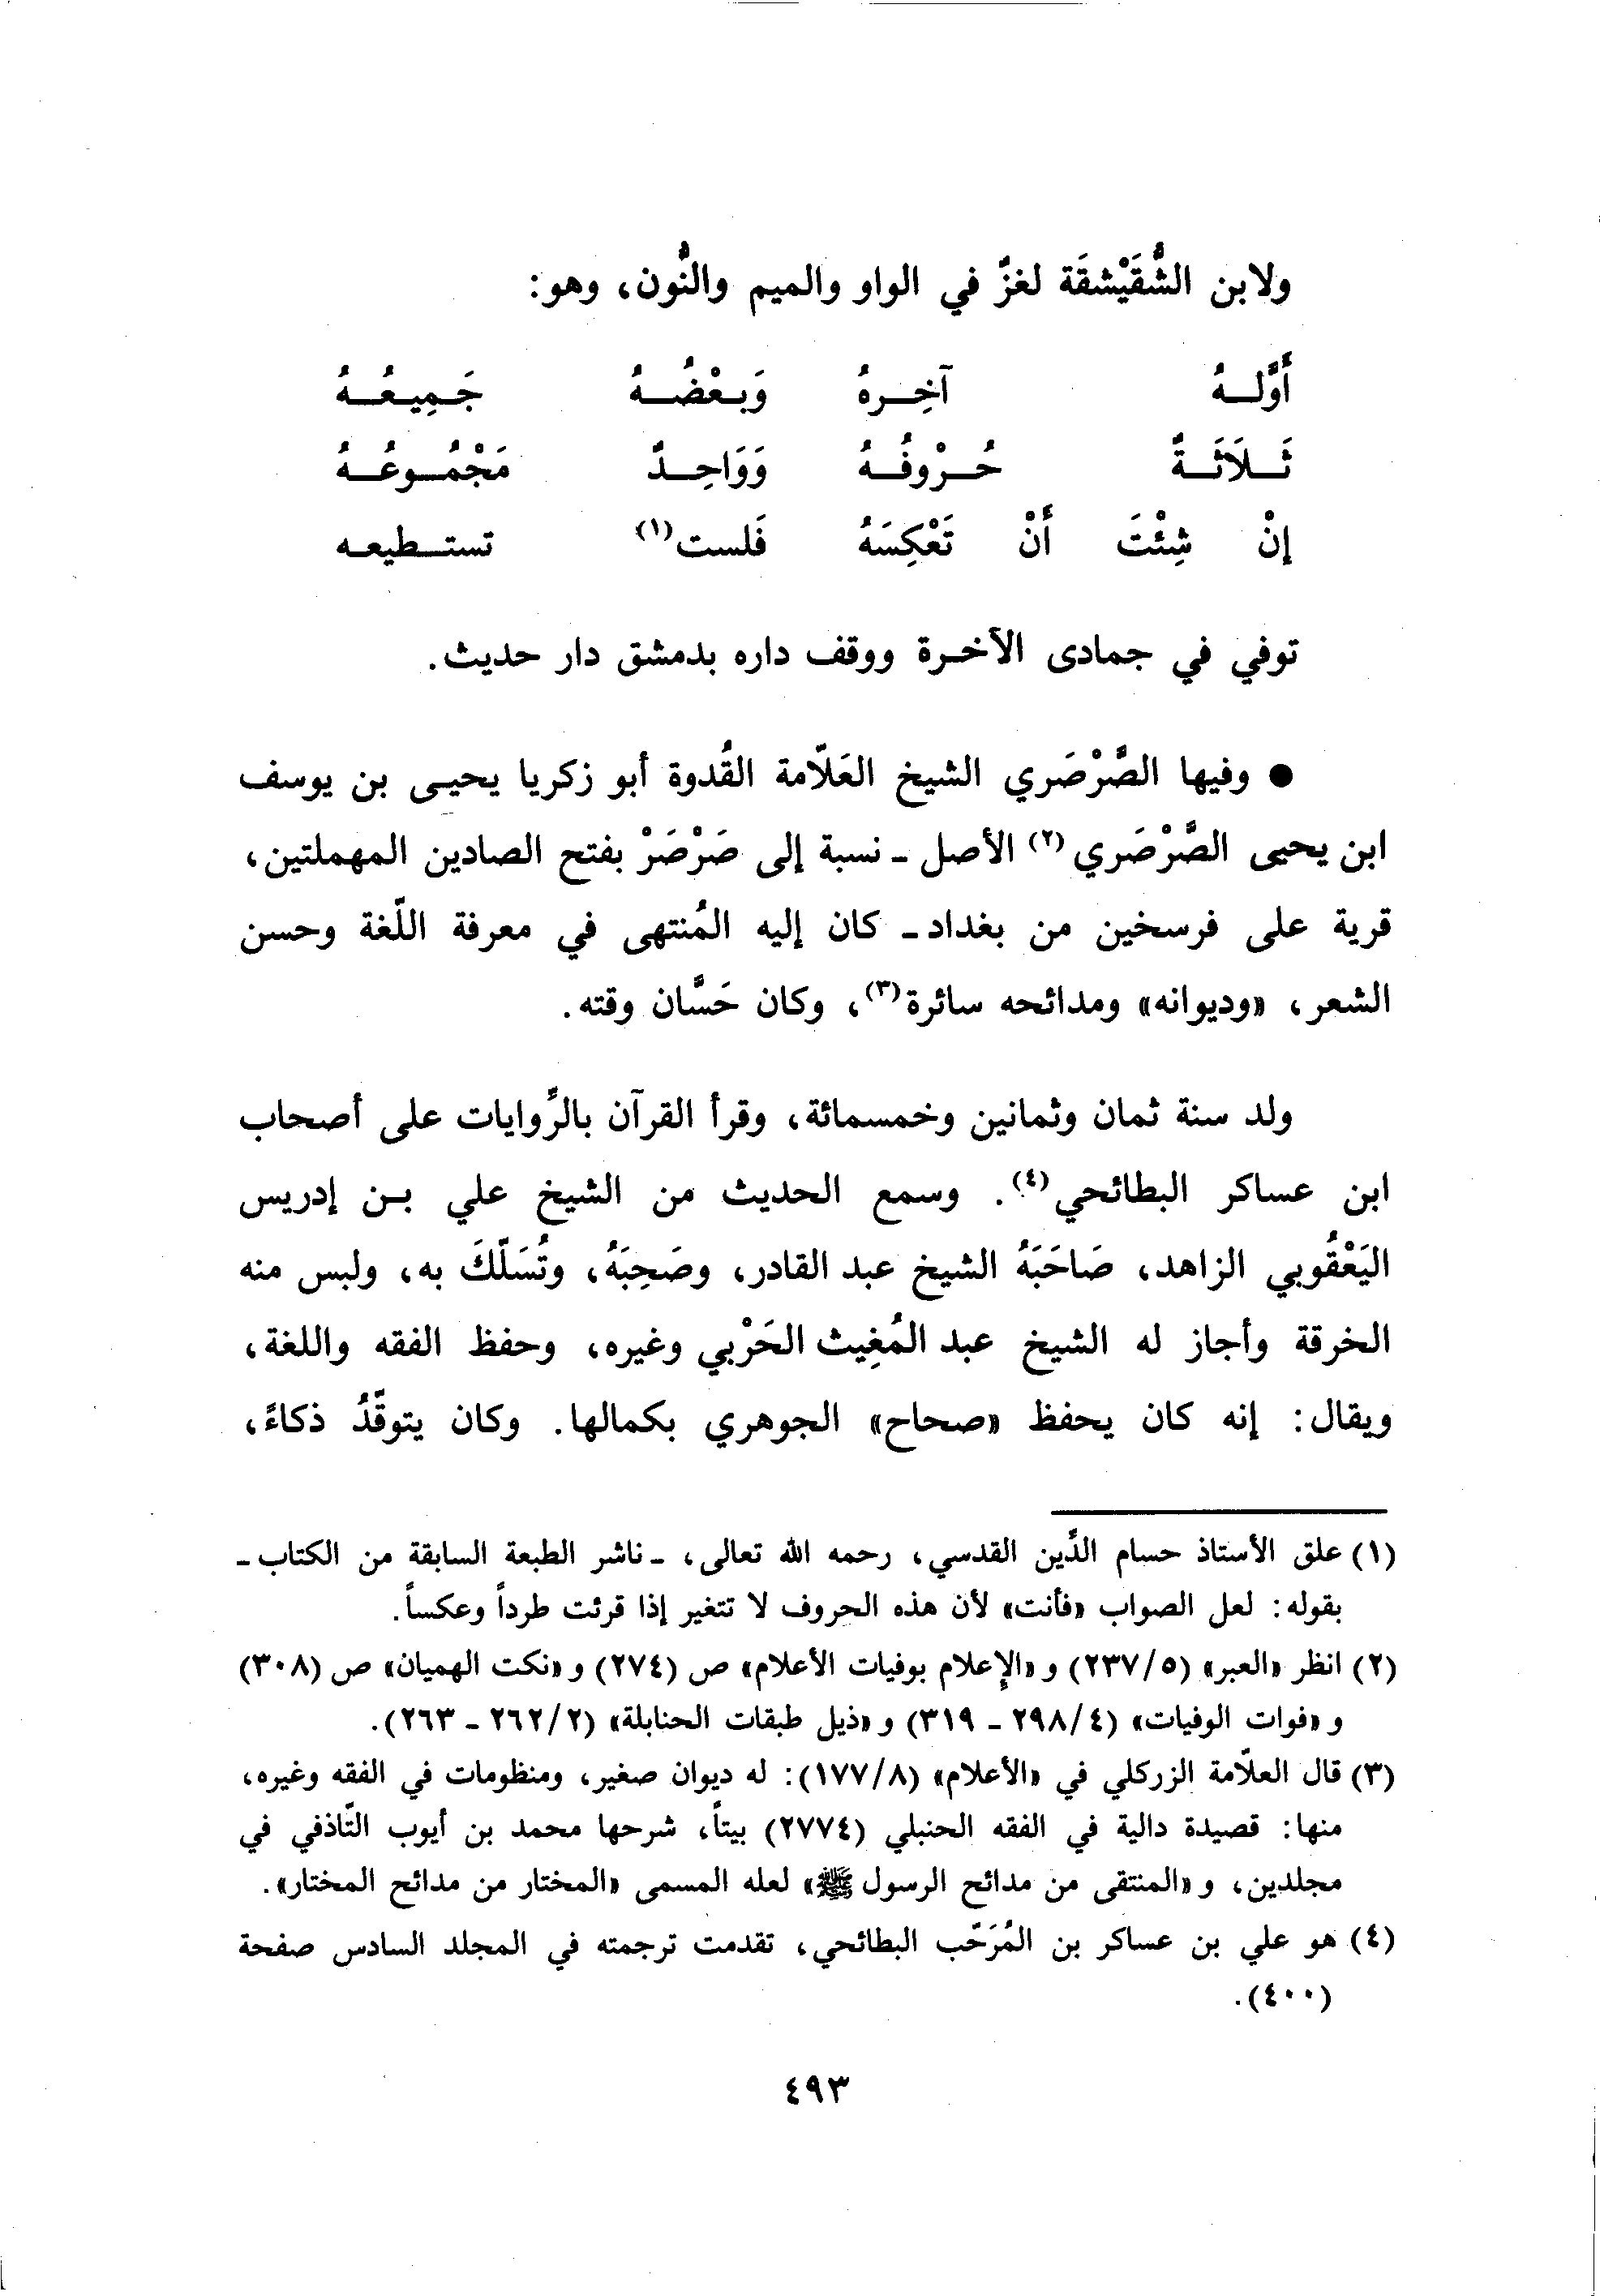 ولابن الشُّقَيْشقَة لغزٌ في الواو والميم والنُّون، وهو:
أَوَّلـهُ آخِـرهُ وَبـعْضُـهُ جَـمِيـعُـهُ
ثَـلاَثَـةٌ حُـرْوفُـهُ وَوَاحِـدٌ مَجْمُـوعُـهُ
إنْ شِئْتَ أَنْ تَعْكِسَهُ فَلست(١) تستـطيعـه
توفي في جمادى الآخـرة ووقف داره بدمشق دار حديث.
● وفيها الصَّرْصَري الشيخ العَلّامة القُدوة أبو زكريا يحيـى بن يوسف
ابن يحيى الصَّرْصَري(٢) الأصل ـ نسبة إلى صَرْصَرْ بفتح الصادين المهملتين،
قرية على فرسخين من بغداد ـ كان إليه المُنتهى في معرفة اللّغة وحسن
الشعر، «وديوانه» ومدائحه سائرة(٣)، وكان حَسَّان وقته.
ولد سنة ثمان وثمانين وخمسمائة، وقرأ القرآن بالرِّوايات على أصحاب
ابن عساكر البطائحي(٤). وسمع الحديث من الشيخ علي بـن إدريس
اليَعْقُوبي الزاهد، صَاحَبَهُ الشيخ عبد القادر، وصَحِبَهُ، وتُسَلّكَ به، ولبس منه
الخرقة وأجاز له الشيخ عبد المُغِيث الحَرْبي وغيره، وحفظ الفقه واللغة،
ويقال: إنه كان يحفظ «صحاح» الجوهري بكمالها. وكان يتوقّدُ ذكاءً،
(١) علق الأستاذ حسام الدِّين القدسي، رحمه الله تعالى، ـ ناشر الطبعة السابقة من الكتاب ـ
بقوله: لعل الصواب «فأنت» لأن هذه الحروف لا تتغير إذا قرئت طرداً وعكساً.
(٢) انظر «العبر» (٢٣٧/٥) و «الإعلام بوفيات الأعلام» ص (٢٧٤) و «نكت الهميان» ص (٣٠٨)
و «فوات الوفيات» (٢٩٨/٤ ـ ٣١٩) و «ذيل طبقات الحنابلة» (٢٦٢/٢ ـ ٢٦٣).
(٣) قال العلّامة الزركلي في «الأعلام» (١٧٧/٨): له ديوان صغير، ومنظومات في الفقه وغيره،
منها: قصيدة دالية في الفقه الحنبلي (٢٧٧٤) بيتاً، شرحها محمد بن أيوب التّاذفي في
مجلدين، و «المنتقى من مدائح الرسول ﷺ» لعله المسمى «المختار من مدائح المختار».
(٤) هو علي بن عساكر بن المُرَحّب البطائحي، تقدمت ترجمته في المجلد السادس صفحة
(٤٠٠).
٤٩٣